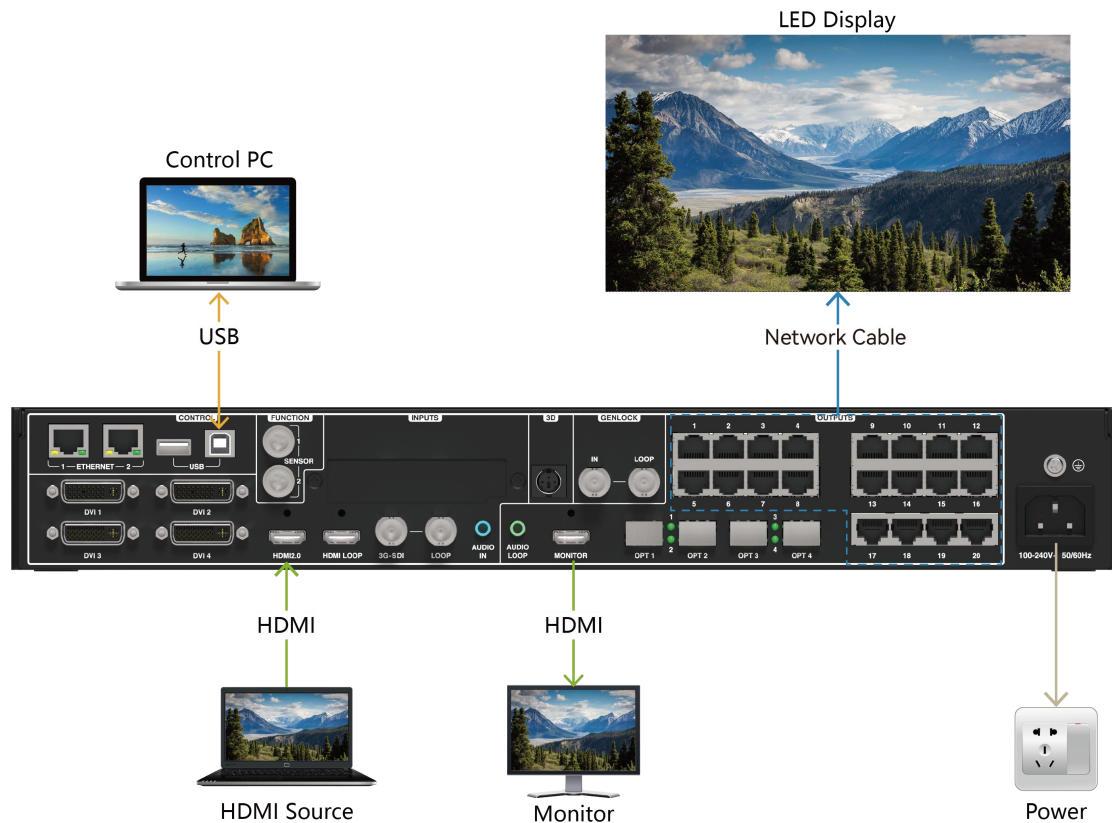 LED Display
Control PC
USB
Network Cable
CONTROL
FUNCTION
INPUTS
3D
GENLOCK
OUTPUTS
1 2 3 4
9 10 11 12
1
SENSOR
2
IN LOOP
1 — ETHERNET — 2
USB
5 6 7 8
13 14 15 16
DVI 1
DVI 2
DVI 3
DVI 4
HDMI2.0
HDMI LOOP
3G-SDI
LOOP
AUDIO
IN
AUDIO
LOOP
MONITOR
OPT 1
1
2
OPT 2
OPT 3
3
4
OPT 4
17 18 19 20
100-240V~ 50/60Hz
HDMI
HDMI
HDMI Source
Monitor
Power